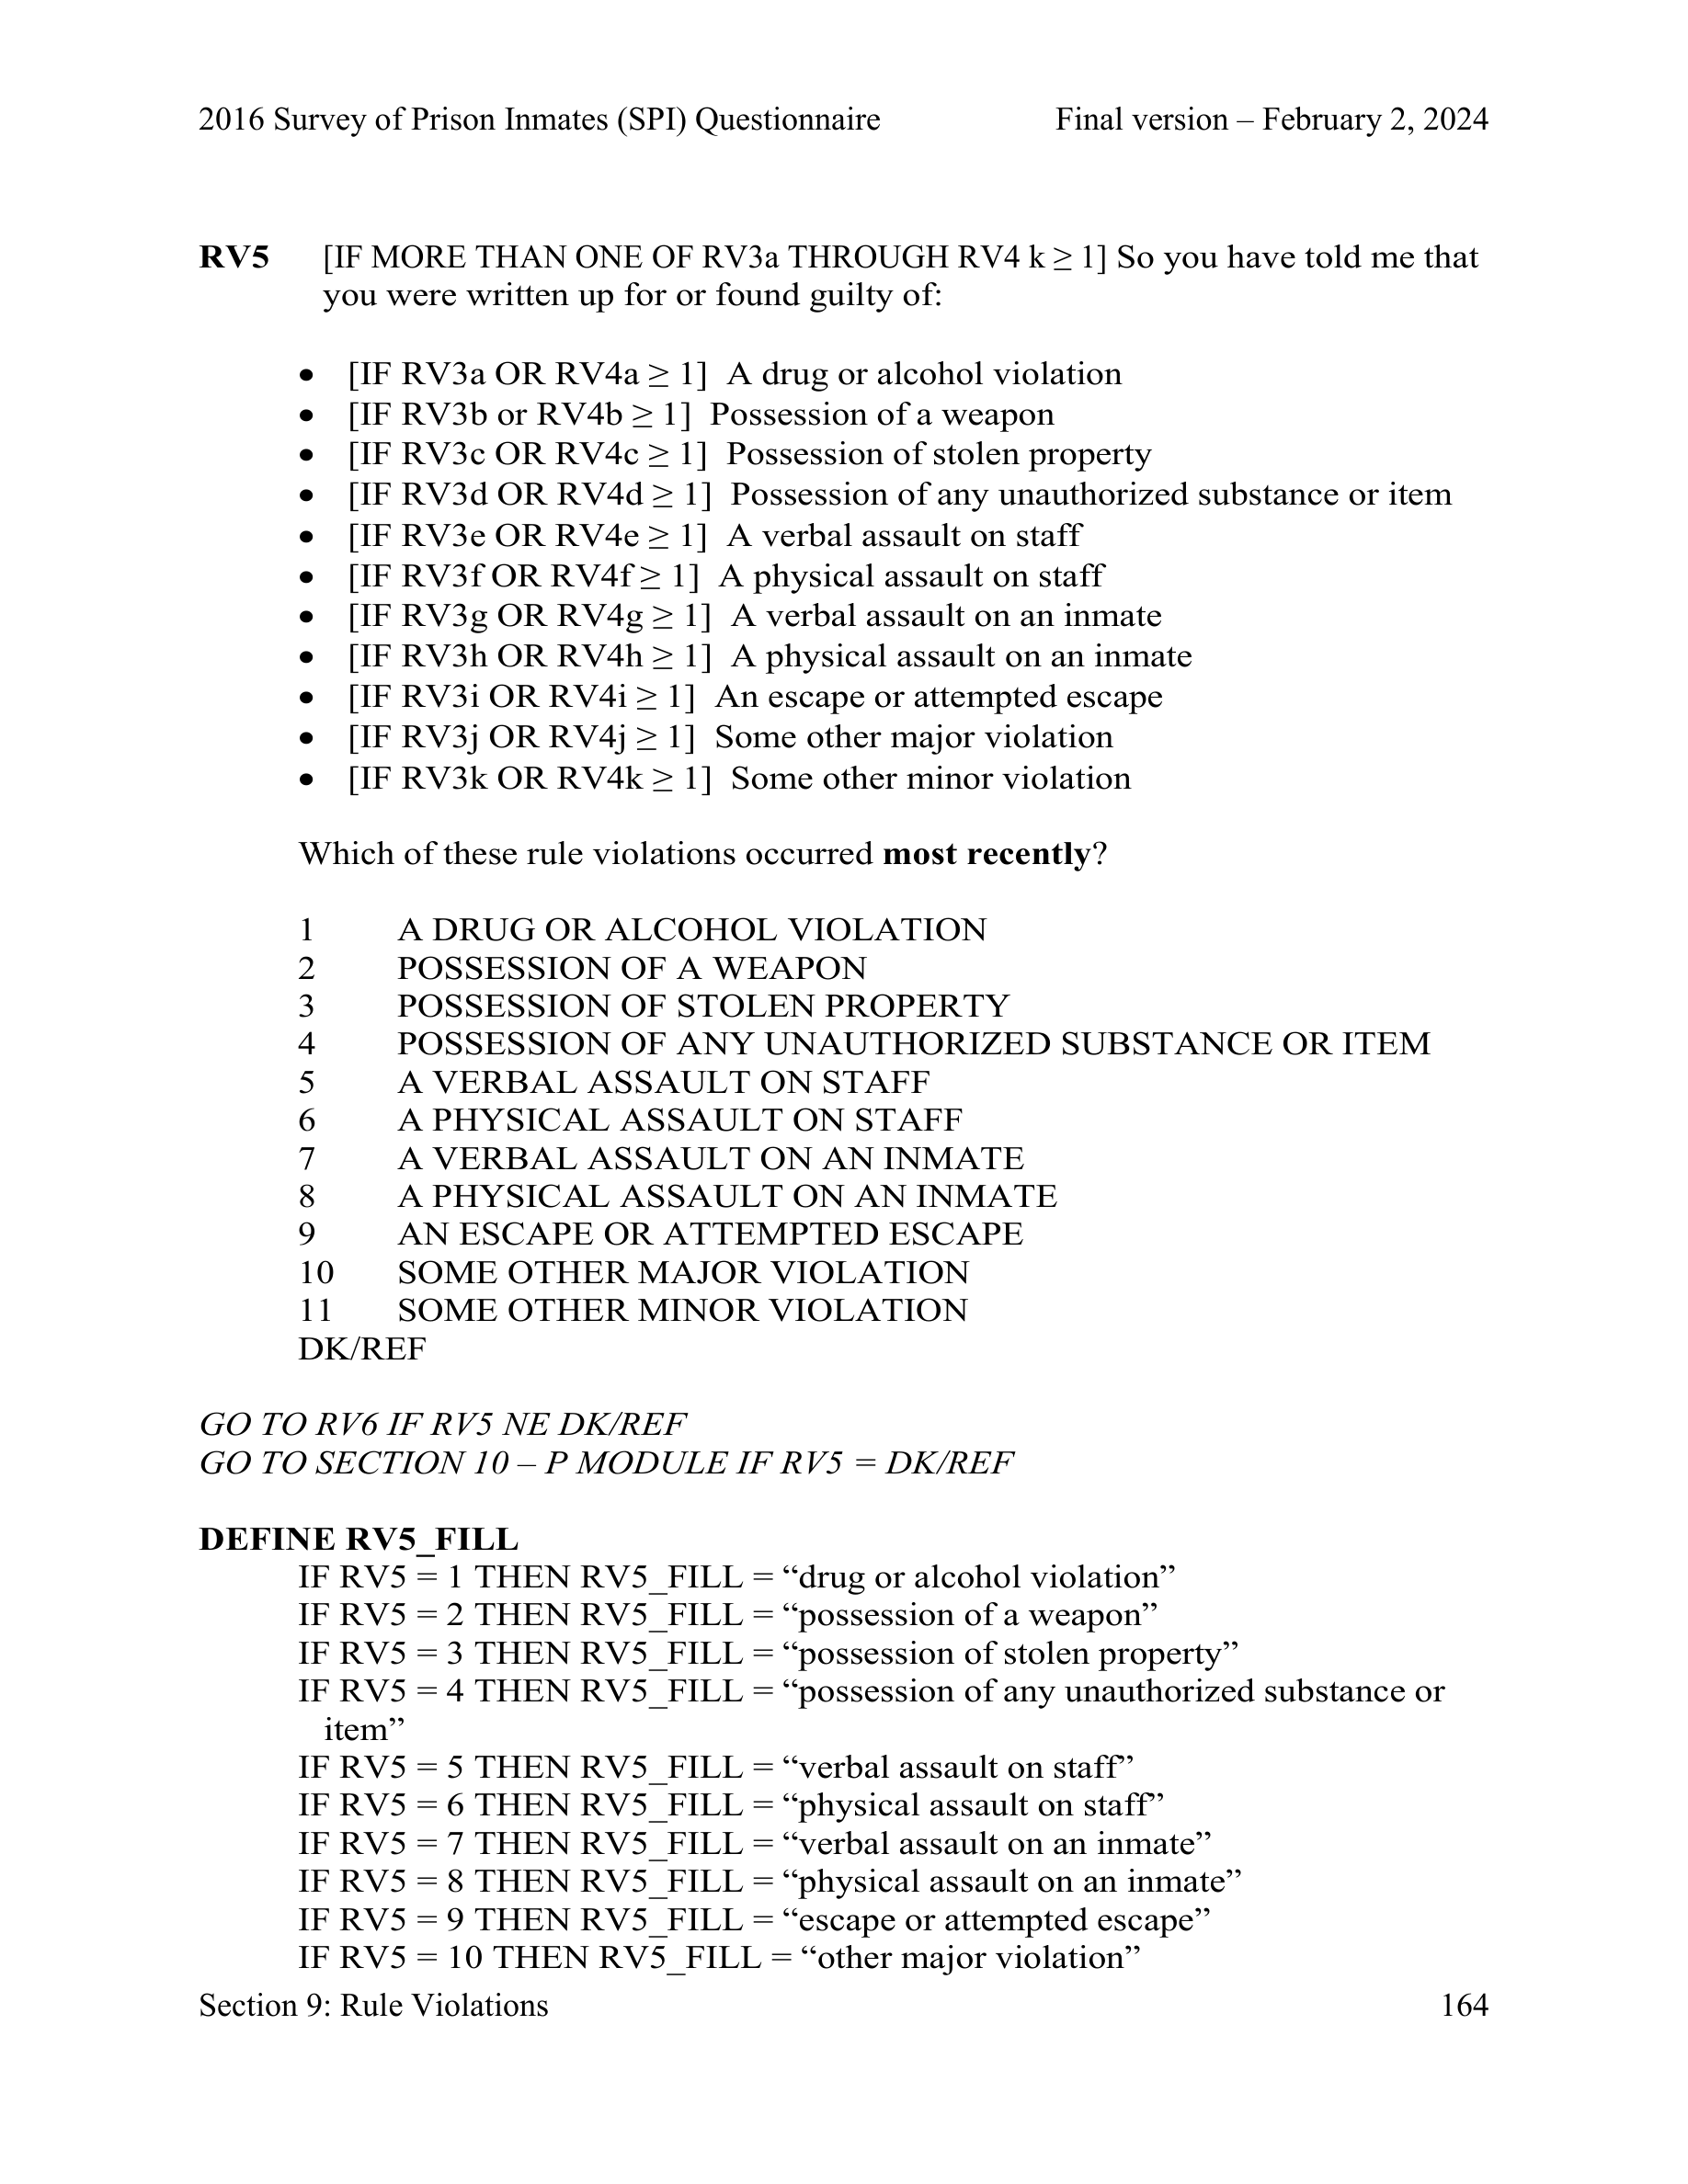 2016 Survey of Prison Inmates (SPI) Questionnaire Final version – February 2, 2024
RV5 [IF MORE THAN ONE OF RV3a THROUGH RV4 k ≥ 1] So you have told me that
you were written up for or found guilty of:
• [IF RV3a OR RV4a ≥ 1] A drug or alcohol violation
• [IF RV3b or RV4b ≥ 1] Possession of a weapon
• [IF RV3c OR RV4c ≥ 1] Possession of stolen property
• [IF RV3d OR RV4d ≥ 1] Possession of any unauthorized substance or item
• [IF RV3e OR RV4e ≥ 1] A verbal assault on staff
• [IF RV3f OR RV4f ≥ 1] A physical assault on staff
• [IF RV3g OR RV4g ≥ 1] A verbal assault on an inmate
• [IF RV3h OR RV4h ≥ 1] A physical assault on an inmate
• [IF RV3i OR RV4i ≥ 1] An escape or attempted escape
• [IF RV3j OR RV4j ≥ 1] Some other major violation
• [IF RV3k OR RV4k ≥ 1] Some other minor violation
Which of these rule violations occurred most recently?
1 A DRUG OR ALCOHOL VIOLATION
2 POSSESSION OF A WEAPON
3 POSSESSION OF STOLEN PROPERTY
4 POSSESSION OF ANY UNAUTHORIZED SUBSTANCE OR ITEM
5 A VERBAL ASSAULT ON STAFF
6 A PHYSICAL ASSAULT ON STAFF
7 A VERBAL ASSAULT ON AN INMATE
8 A PHYSICAL ASSAULT ON AN INMATE
9 AN ESCAPE OR ATTEMPTED ESCAPE
10 SOME OTHER MAJOR VIOLATION
11 SOME OTHER MINOR VIOLATION
DK/REF
GO TO RV6 IF RV5 NE DK/REF
GO TO SECTION 10 – P MODULE IF RV5 = DK/REF
DEFINE RV5_FILL
IF RV5 = 1 THEN RV5_FILL = “drug or alcohol violation”
IF RV5 = 2 THEN RV5_FILL = “possession of a weapon”
IF RV5 = 3 THEN RV5_FILL = “possession of stolen property”
IF RV5 = 4 THEN RV5_FILL = “possession of any unauthorized substance or
item”
IF RV5 = 5 THEN RV5_FILL = “verbal assault on staff”
IF RV5 = 6 THEN RV5_FILL = “physical assault on staff”
IF RV5 = 7 THEN RV5_FILL = “verbal assault on an inmate”
IF RV5 = 8 THEN RV5_FILL = “physical assault on an inmate”
IF RV5 = 9 THEN RV5_FILL = “escape or attempted escape”
IF RV5 = 10 THEN RV5_FILL = “other major violation”
Section 9: Rule Violations 164